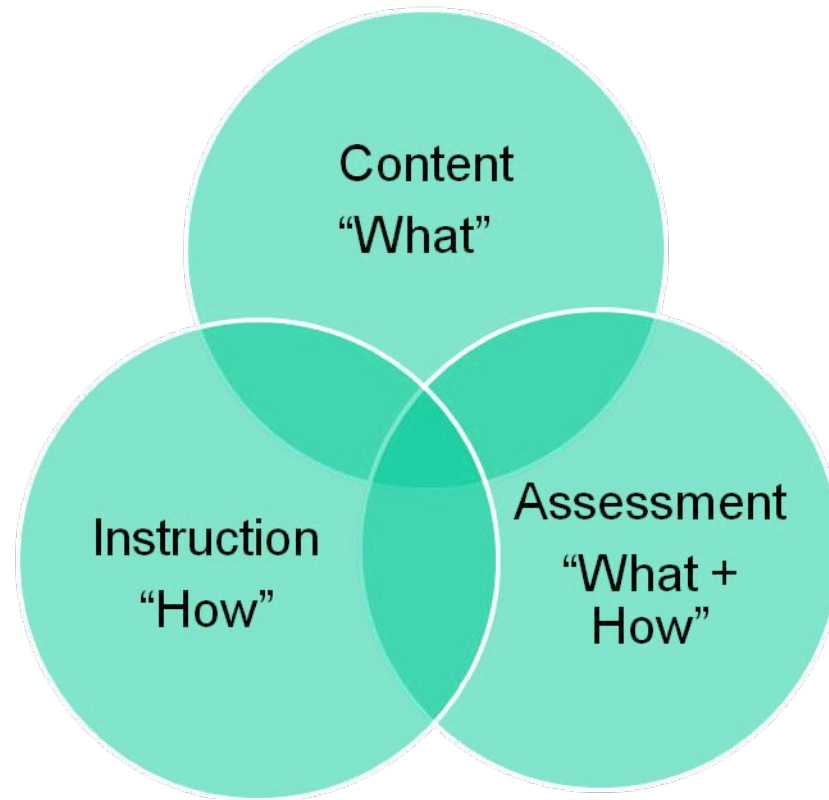 Content
“What”
Instruction
“How”
Assessment
“What +
How”